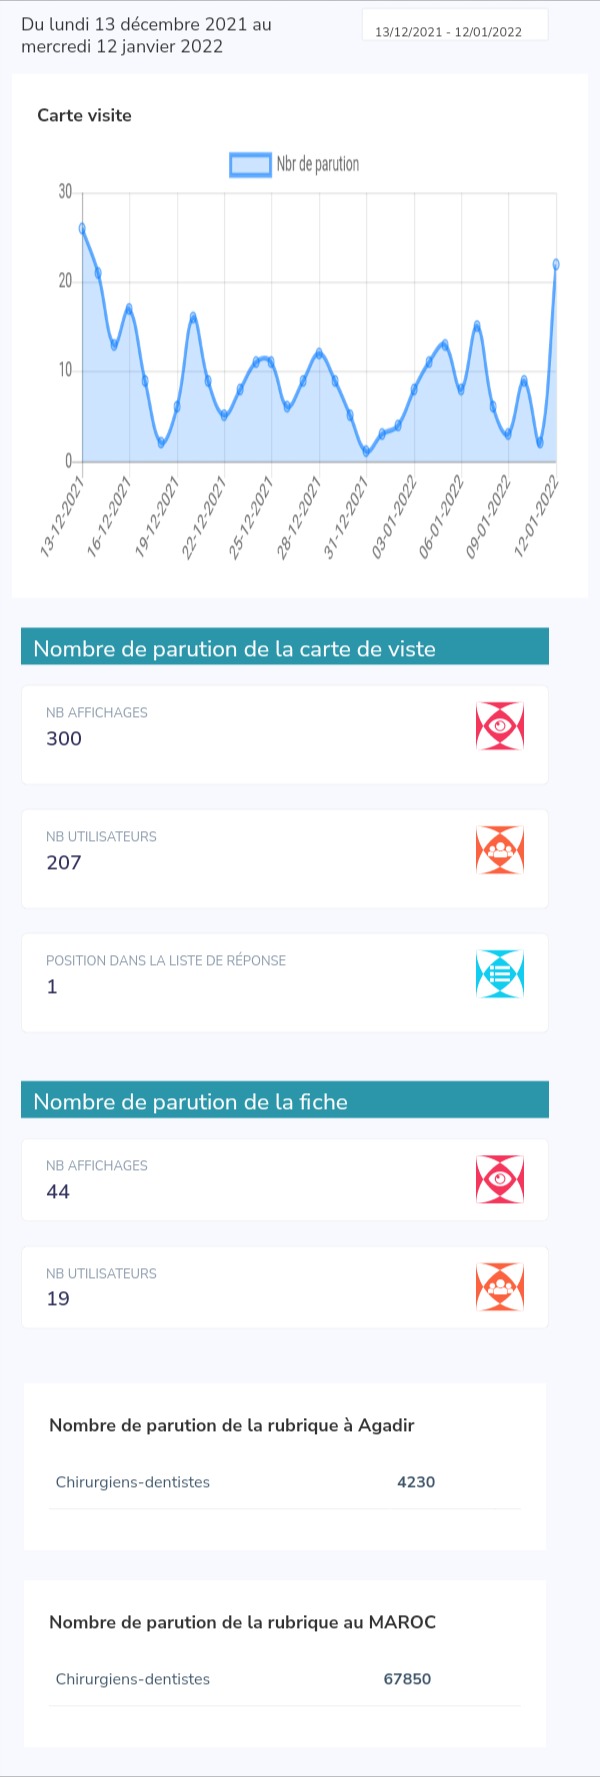 Du lundi 13 décembre 2021 au
mercredi 12 janvier 2022
13/12/2021 - 12/01/2022
Carte visite
Nbr de parution
30
20
10
0
13-12-2021
16-12-2021
19-12-2021
22-12-2021
25-12-2021
28-12-2021
31-12-2021
03-01-2022
06-01-2022
09-01-2022
12-01-2022
Nombre de parution de la carte de viste
NB AFFICHAGES
300
NB UTILISATEURS
207
POSITION DANS LA LISTE DE RÉPONSE
1
Nombre de parution de la fiche
NB AFFICHAGES
44
NB UTILISATEURS
19
Nombre de parution de la rubrique à Agadir
Chirurgiens-dentistes 4230
Nombre de parution de la rubrique au MAROC
Chirurgiens-dentistes 67850